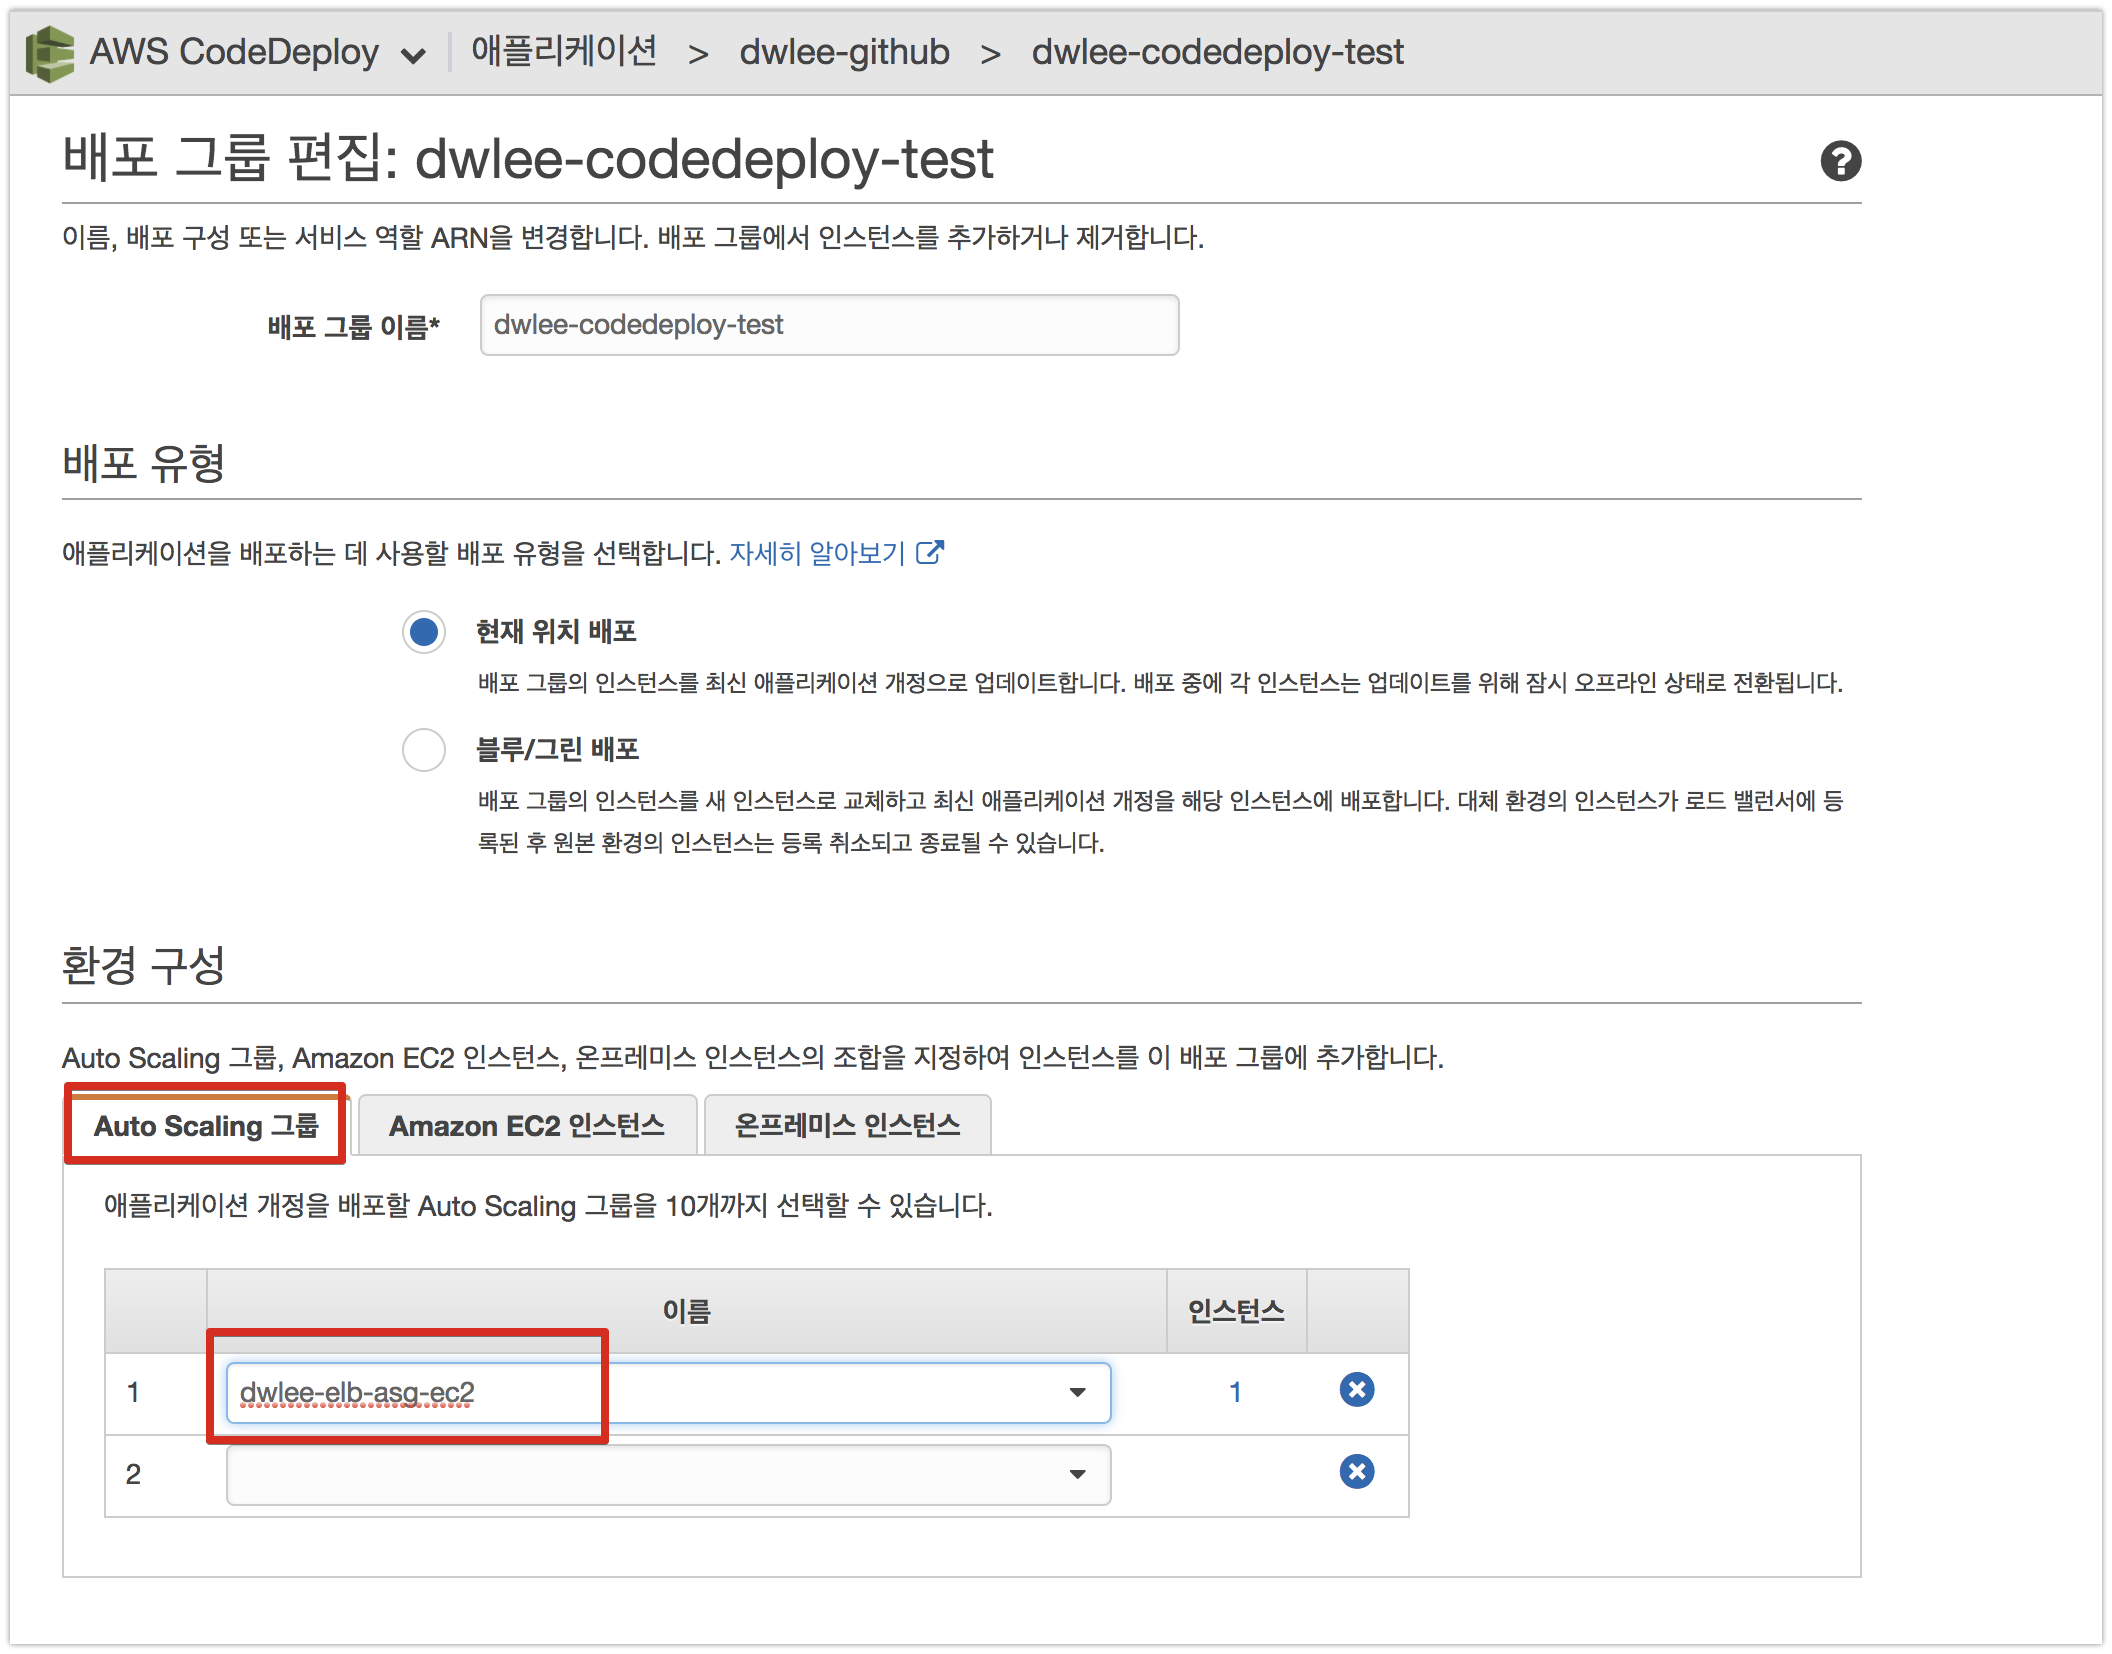 AWS CodeDeploy 애플리케이션 > dwlee-github > dwlee-codedeploy-test
배포 그룹 편집: dwlee-codedeploy-test
이름, 배포 구성 또는 서비스 역할 ARN을 변경합니다. 배포 그룹에서 인스턴스를 추가하거나 제거합니다.
배포 그룹 이름* dwlee-codedeploy-test
배포 유형
애플리케이션을 배포하는 데 사용할 배포 유형을 선택합니다. 자세히 알아보기
현재 위치 배포
배포 그룹의 인스턴스를 최신 애플리케이션 개정으로 업데이트합니다. 배포 중에 각 인스턴스는 업데이트를 위해 잠시 오프라인 상태로 전환됩니다.
블루/그린 배포
배포 그룹의 인스턴스를 새 인스턴스로 교체하고 최신 애플리케이션 개정을 해당 인스턴스에 배포합니다. 대체 환경의 인스턴스가 로드 밸런서에 등
록된 후 원본 환경의 인스턴스는 등록 취소되고 종료될 수 있습니다.
환경 구성
Auto Scaling 그룹, Amazon EC2 인스턴스, 온프레미스 인스턴스의 조합을 지정하여 인스턴스를 이 배포 그룹에 추가합니다.
Auto Scaling 그룹 Amazon EC2 인스턴스 온프레미스 인스턴스
애플리케이션 개정을 배포할 Auto Scaling 그룹을 10개까지 선택할 수 있습니다.
이름 인스턴스
1 dwlee-elb-asg-ec2 1
2